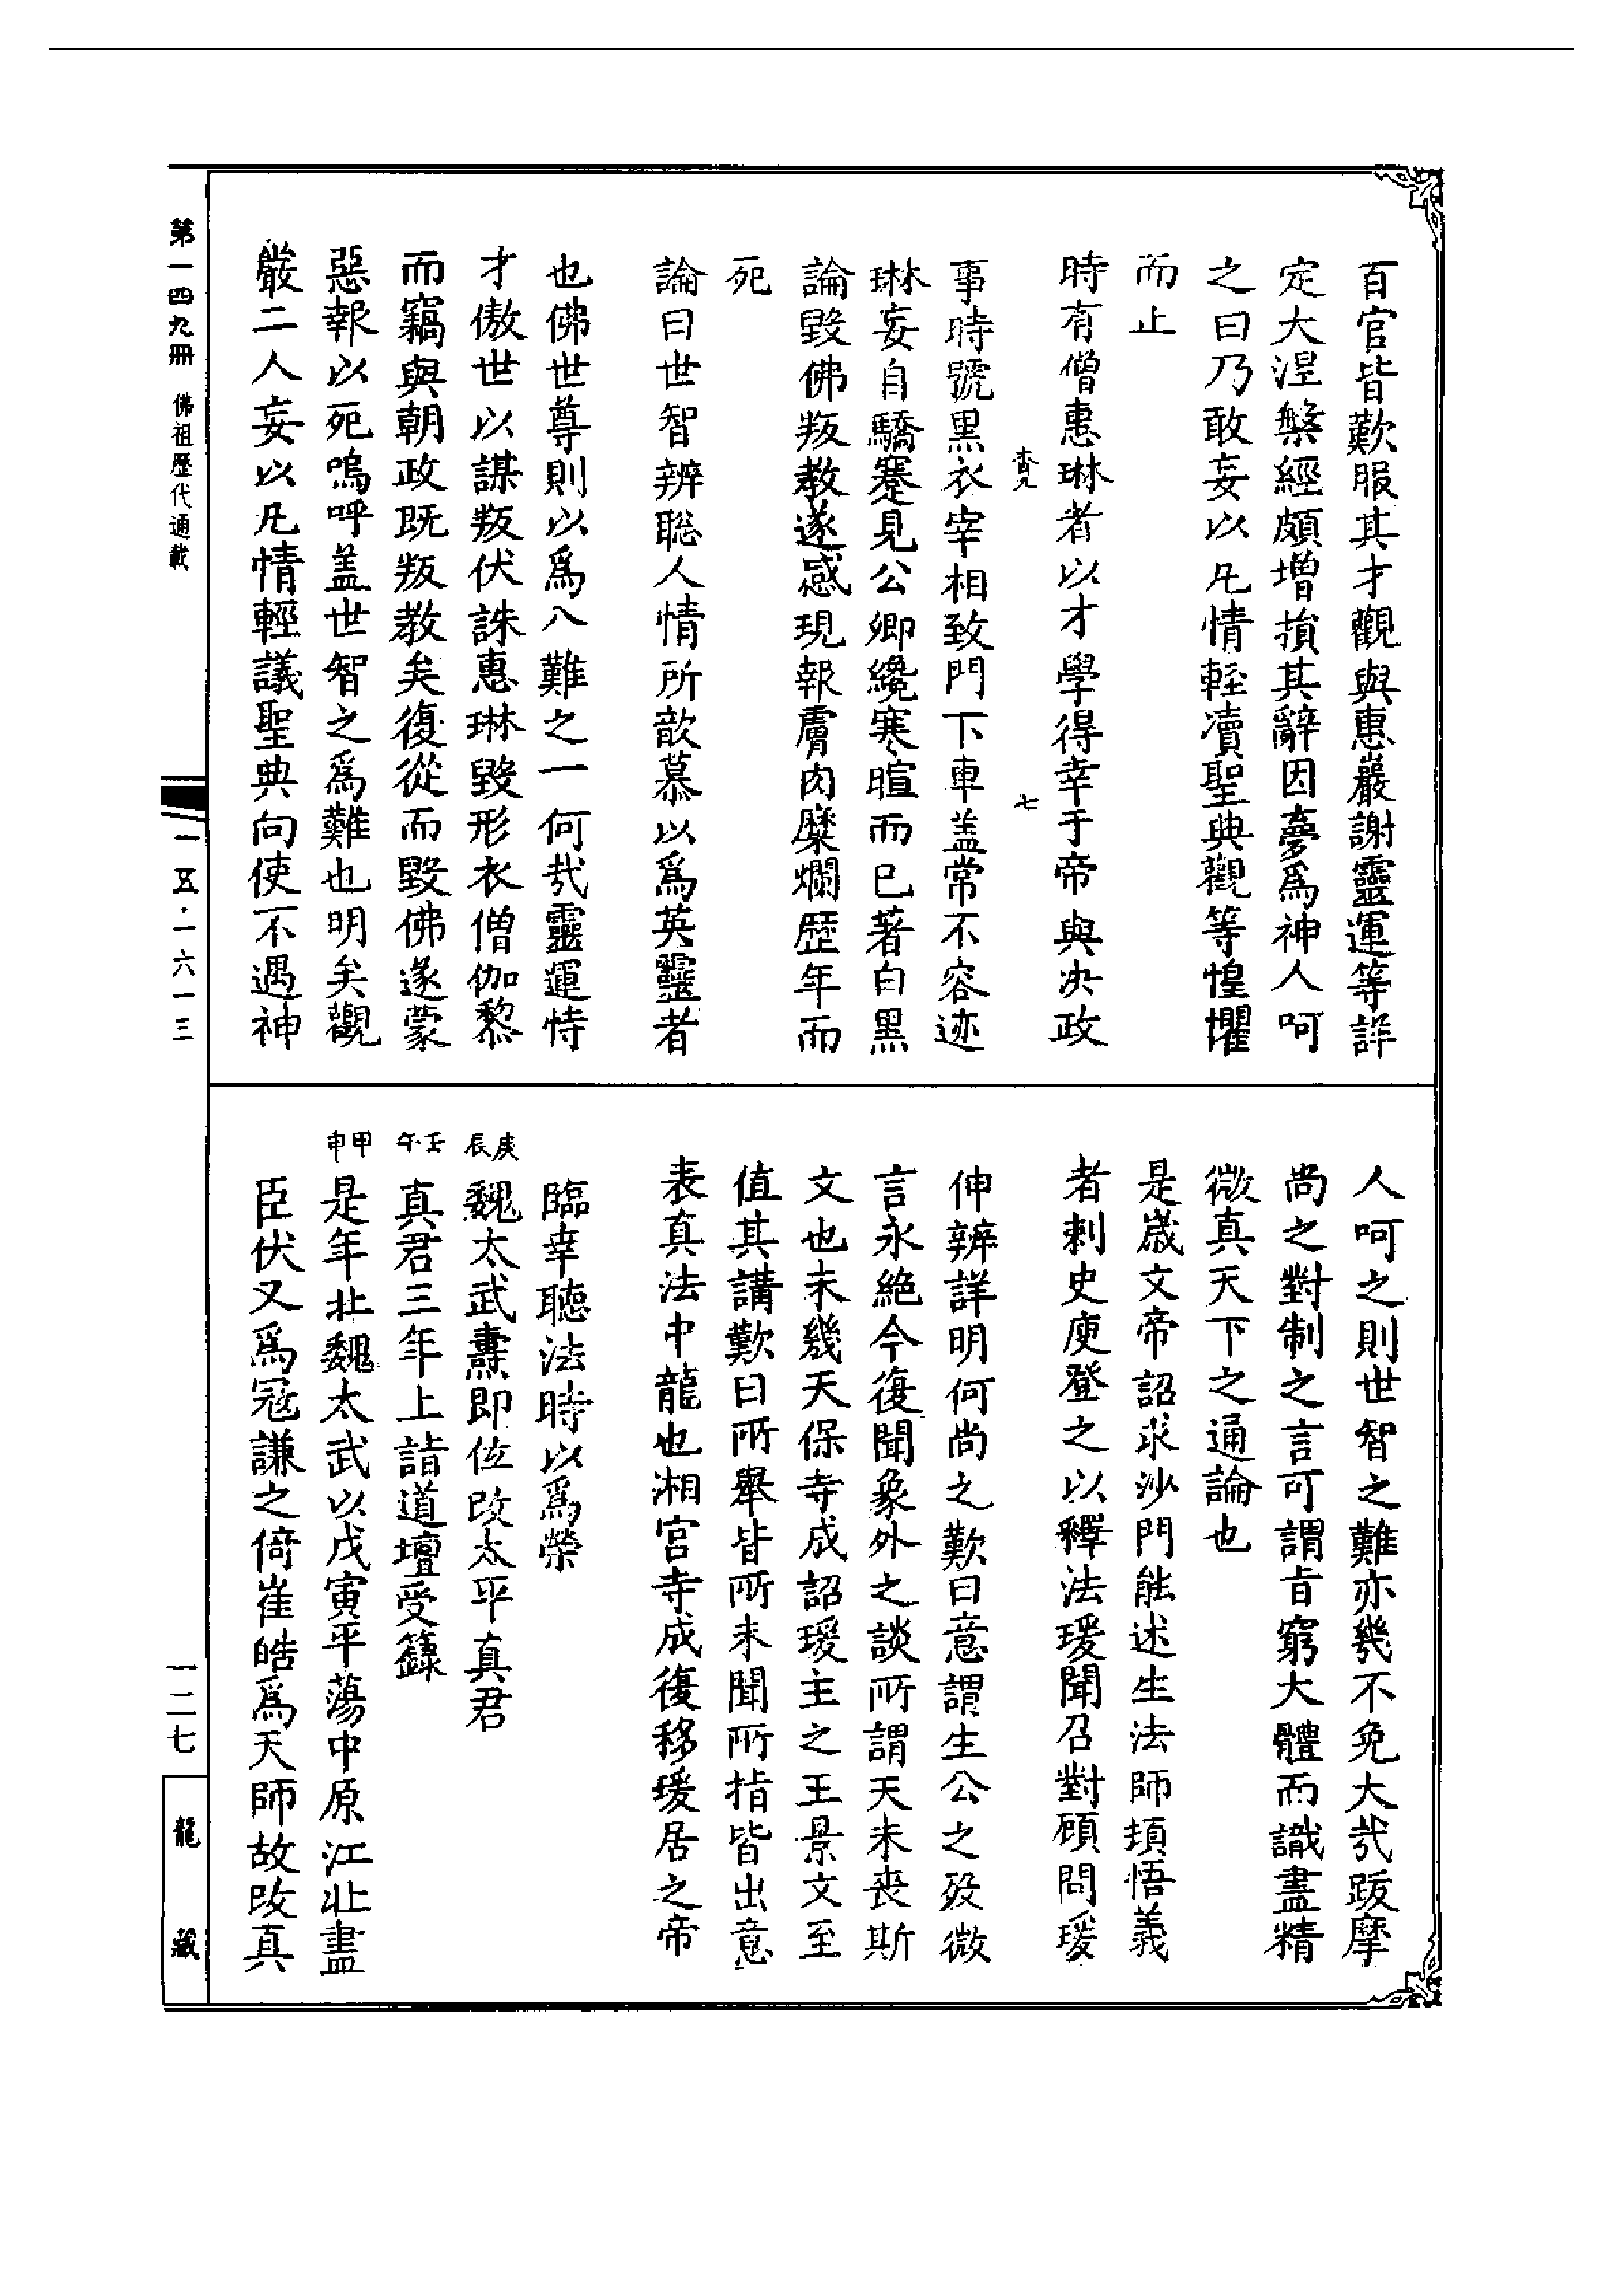 百官皆歎服其才觀與惠嚴謝靈運等詳
定大涅槃經頗增損其辭因夢為神人呵
之曰乃敢妄以凡情輕瀆聖典觀等惶懼
而止
時有僧惠琳者以才學得幸于帝與決政
七
事時號黑衣宰相致門下車蓋常不容迹
琳妄自驕蹇見公卿纔寒暄而已著白黑
論毀佛叛教遂感現報膚肉糜爛歷年而
死
論曰世智辨聡人情所歆慕以為英靈者
也佛世尊則以為八難之一何哉靈運恃
才傲世以謀叛伏誅惠琳毀形衣僧伽黎
而竊與朝政既叛教矣復從而毀佛遂蒙
惡報以死嗚呼蓋世智之為難也明矣觀
嚴二人妄以凡情輕議聖典向使不遇神
人呵之則世智之難亦幾不免大哉跋摩
尚之對制之言可謂旨窮大體而識盡精
微真天下之通論也
是歲文帝詔求沙門能述生法師頓悟義
者刺史庾登之以釋法瑗聞召對顧問瑗
伸辨詳明何尚之歎曰意謂生公之歿微
言永絕今復聞象外之談所謂天未喪斯
文也未幾天保寺成詔瑗主之王景文至
值其講歎曰所舉皆所未聞所指皆出意
表真法中龍也湘宮寺成復移瑗居之帝
臨幸聽法時以為榮
庚辰 魏太武燾即位改太平真君
壬午 真君三年上詣道壇受籙
甲申 是年北魏太武以戊寅平蕩中原江北盡
臣伏又為冦謙之倚崔皓為天師故改真
第一四九冊 佛祖歷代通載
一五·一六一三
一二七
龍藏